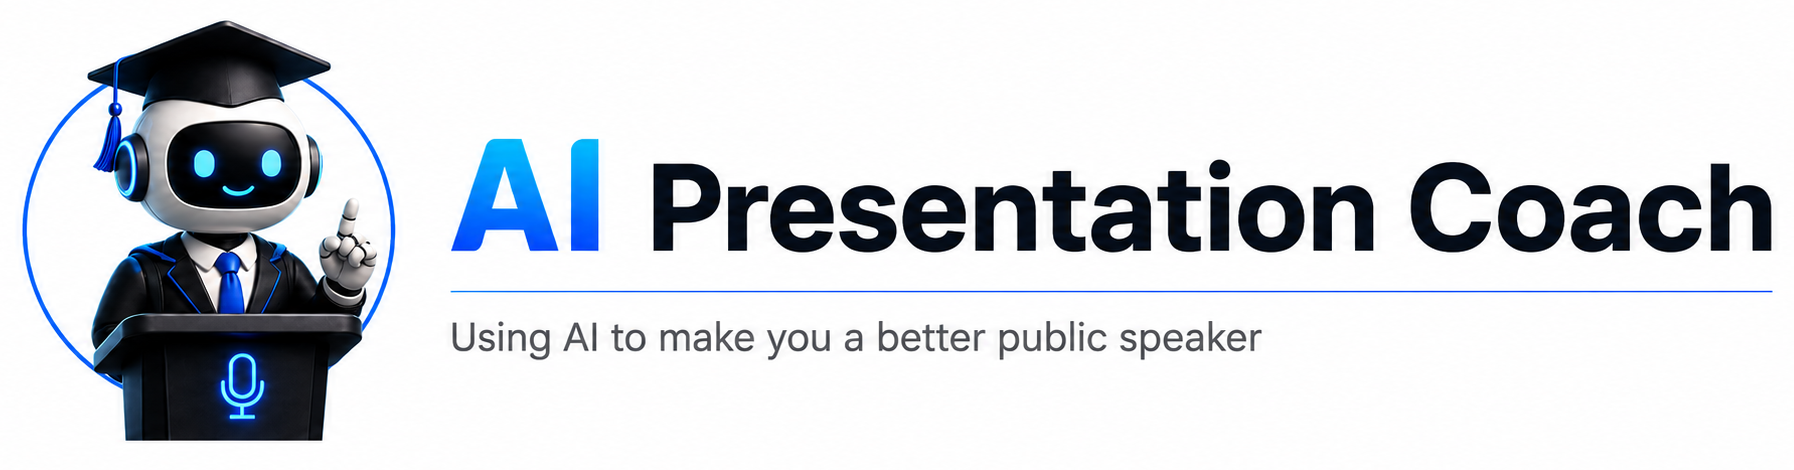 AI Presentation Coach
Using AI to make you a better public speaker